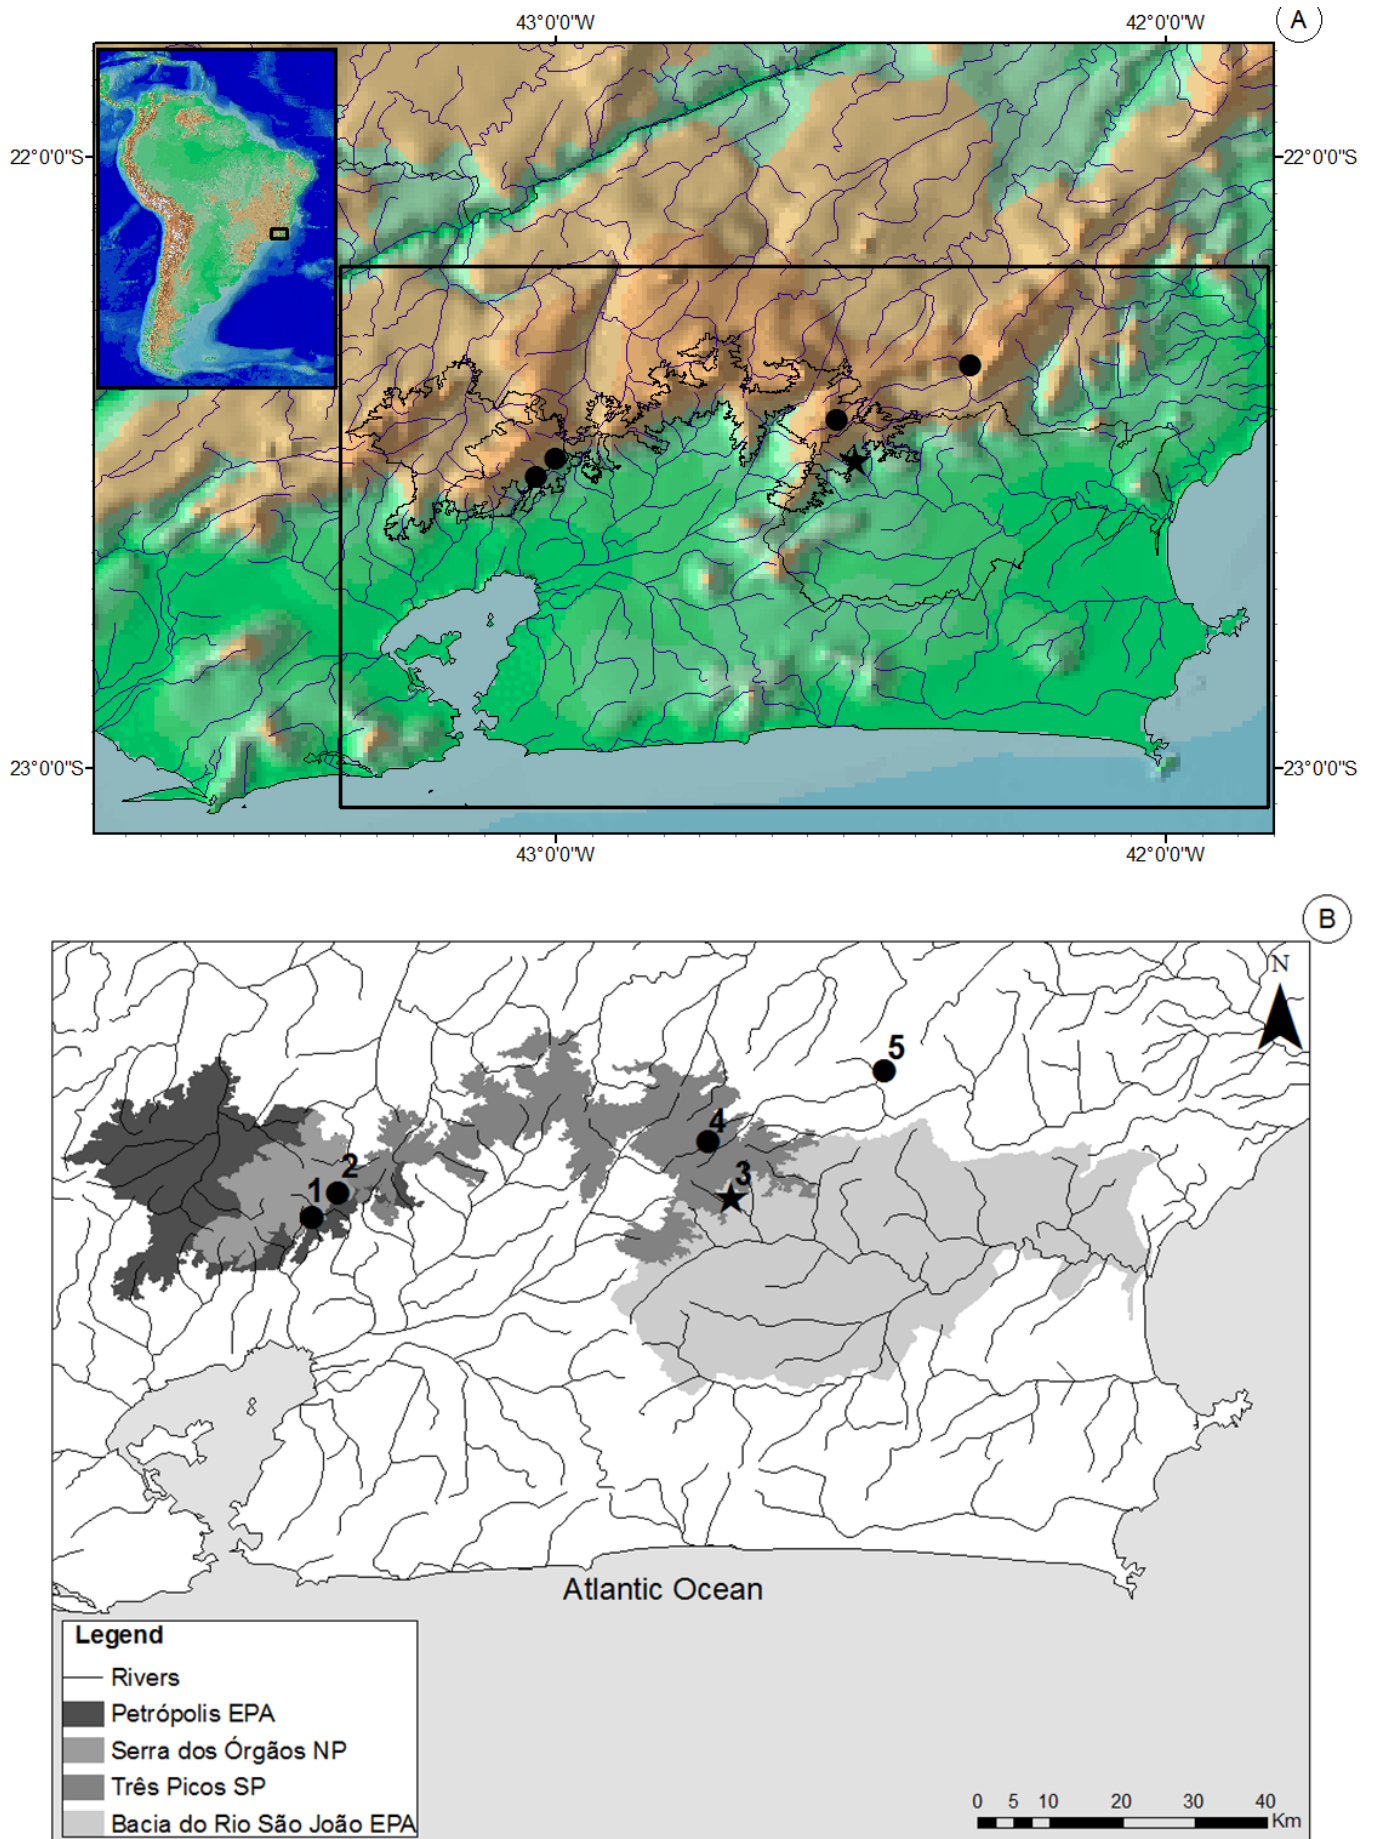 43°0'0"W 42°0'0"W A
22°0'0"S 22°0'0"S
23°0'0"S 23°0'0"S
43°0'0"W 42°0'0"W
B
N
5
4
2
3
1
Atlantic Ocean
Legend
Rivers
Petrópolis EPA
Serra dos Órgãos NP
Três Picos SP
Bacia do Rio São João EPA
0 5 10 20 30 40
Km